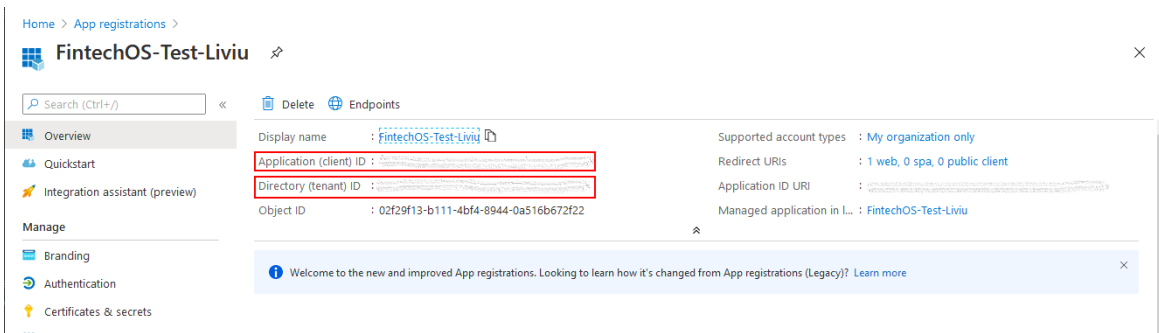 Home > App registrations >
FintechOS-Test-Liviu
Search (Ctrl+/)
«
Delete
Endpoints
Overview
Quickstart
Integration assistant (preview)
Manage
Branding
Authentication
Certificates & secrets
Display name : FintechOS-Test-Liviu
Application (client) ID :
Directory (tenant) ID :
Object ID : 02f29f13-b111-4bf4-8944-0a516b672f22
Supported account types : My organization only
Redirect URIs : 1 web, 0 spa, 0 public client
Application ID URI :
Managed application in l... : FintechOS-Test-Liviu
Welcome to the new and improved App registrations. Looking to learn how it's changed from App registrations (Legacy)? Learn more